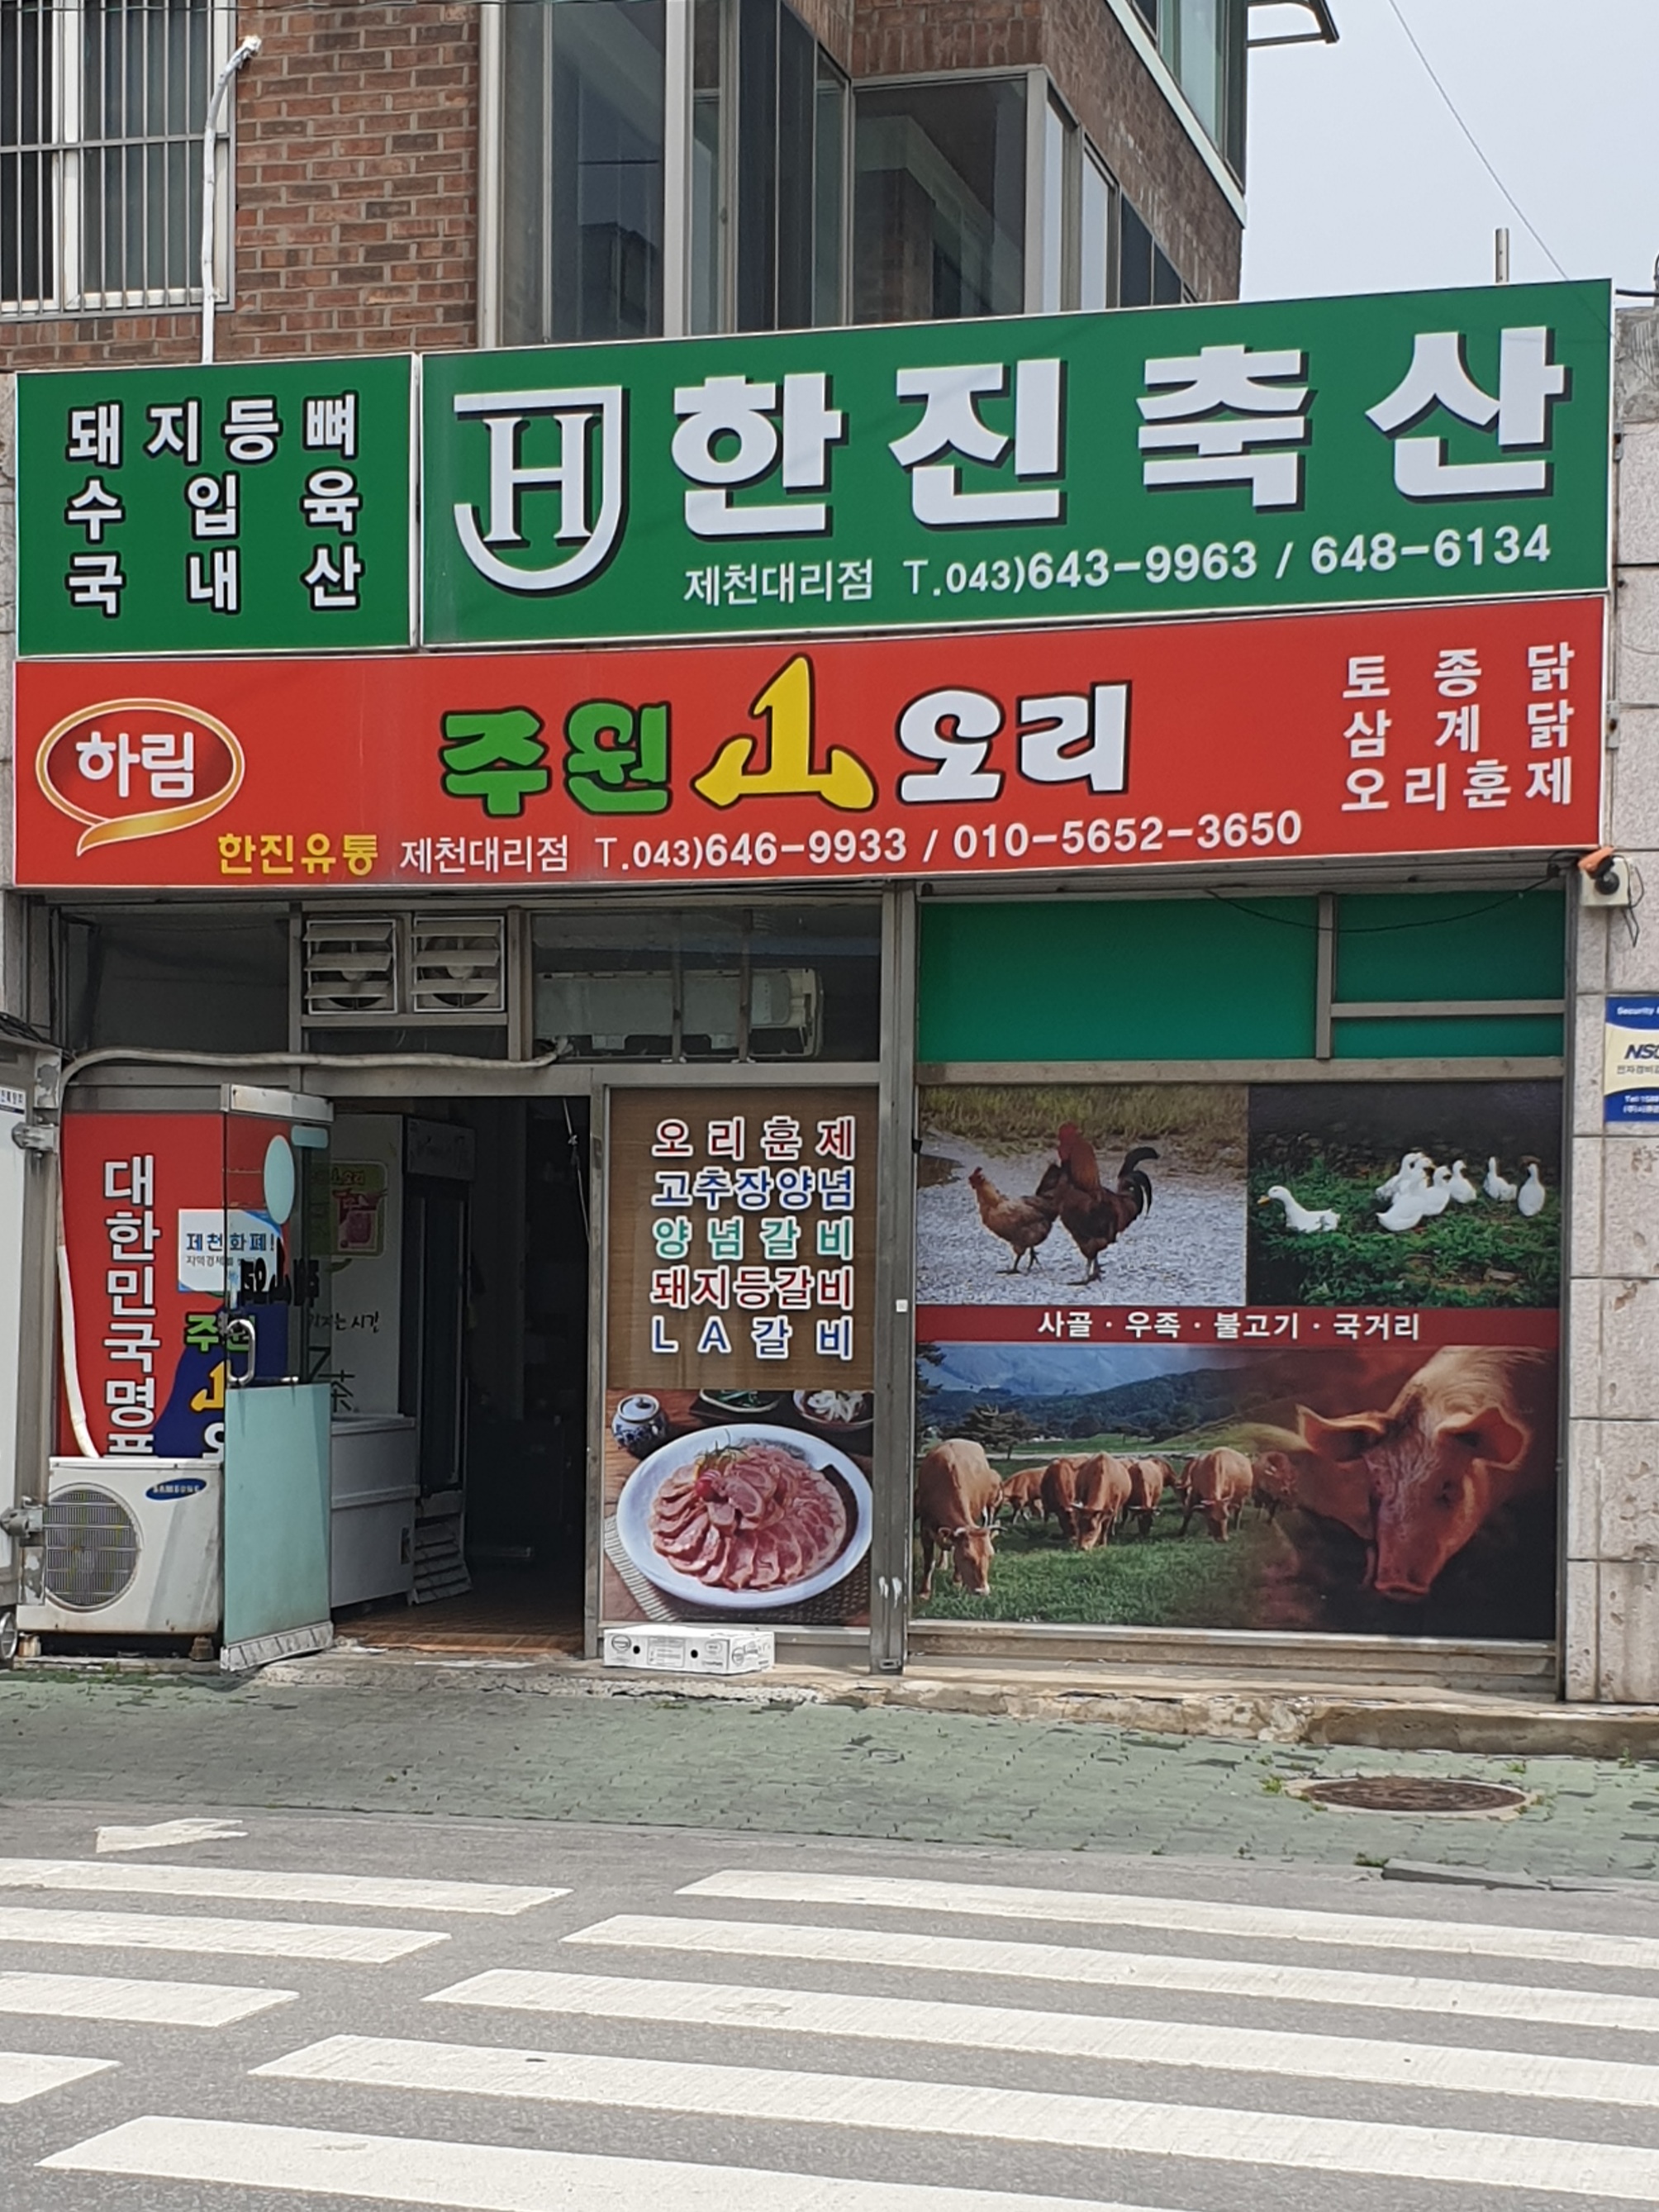 돼지등뼈
수입육
국내산
H 한진축산
제천대리점 T.043)643-9963 / 648-6134
하림
주원 山 오리
한진유통 제천대리점 T.043)646-9933 / 010-5652-3650
토종닭
삼계닭
오리훈제
대한민국명
제천화폐!
주원
오리훈제
고추장양념
양념갈비
돼지등갈비
LA갈비
사골 · 우족 · 불고기 · 국거리
SAMSUNG
Security